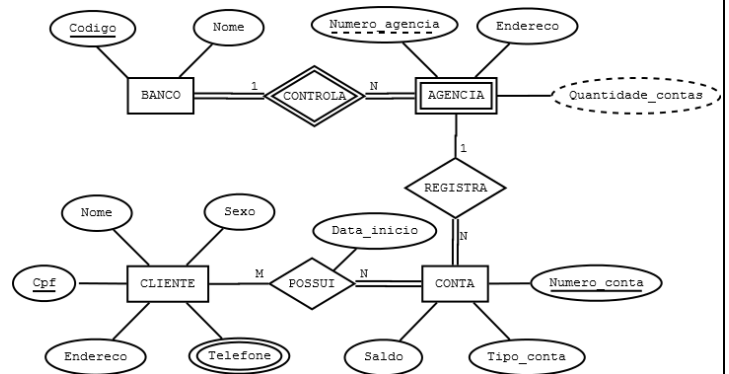 Codigo
Nome
Numero_agencia
Endereco
BANCO
1
CONTROLA
N
AGENCIA
Quantidade_contas
1
REGISTRA
N
Nome
Sexo
Data_inicio
Cpf
CLIENTE
M
POSSUI
N
CONTA
Numero_conta
Endereco
Telefone
Saldo
Tipo_conta